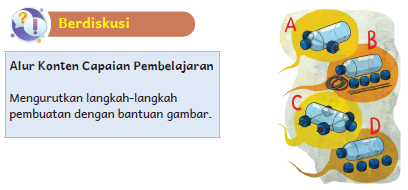 Berdiskusi
Alur Konten Capaian Pembelajaran
Mengurutkan langkah-langkah
pembuatan dengan bantuan gambar.
A
B
C
D